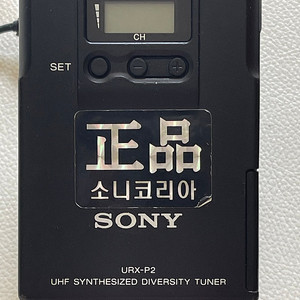 CH
SET
－
＋
正品
소니코리아
SONY
URX-P2
UHF SYNTHESIZED DIVERSITY TUNER